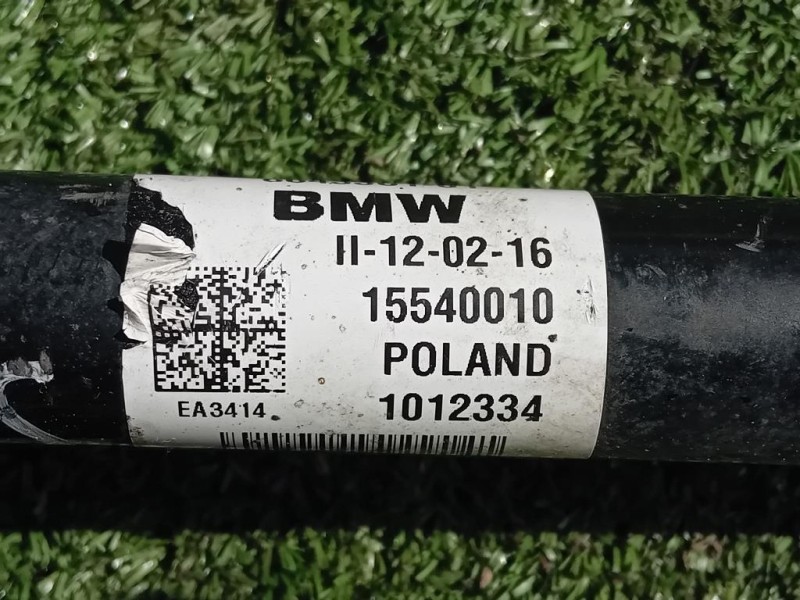 BMW
II-12-02-16
15540010
POLAND
EA3414
1012334